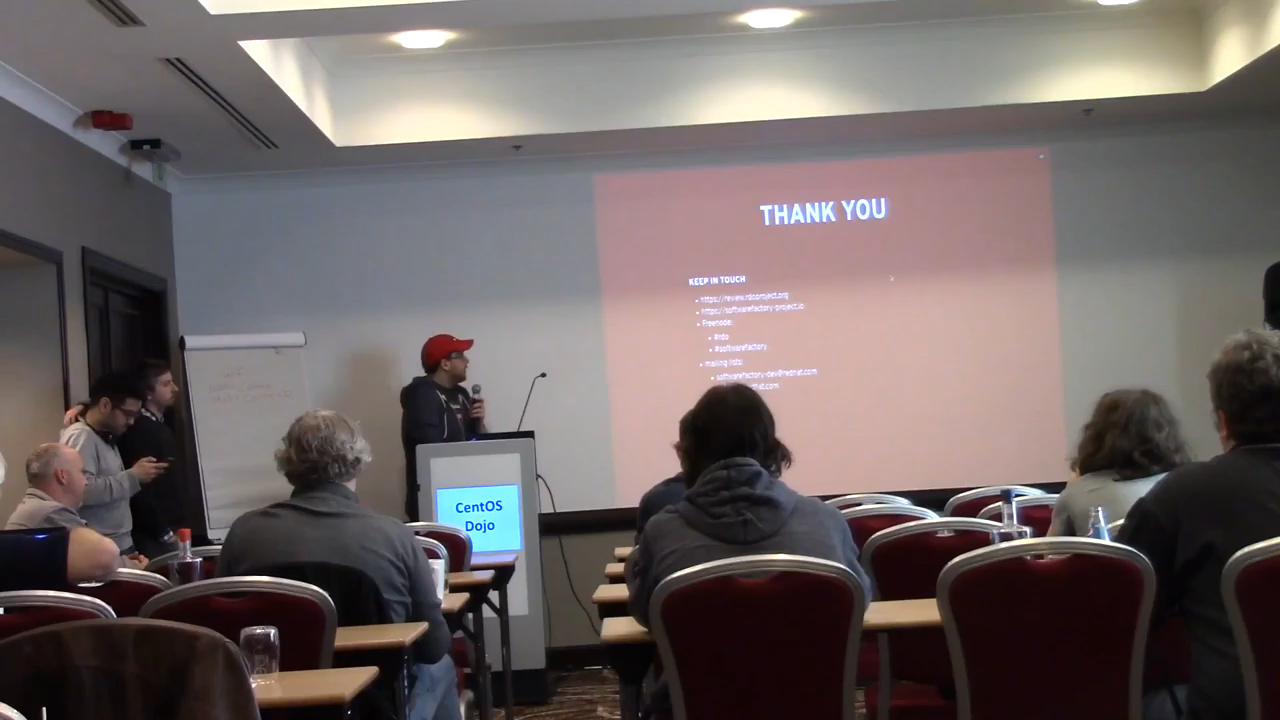 THANK YOU
KEEP IN TOUCH
https://review.rdoproject.org
https://softwarefactory-project.io
Freenode:
#rdo
#softwarefactory
mailing lists:
softwarefactory-dev@redhat.com
CentOS
Dojo